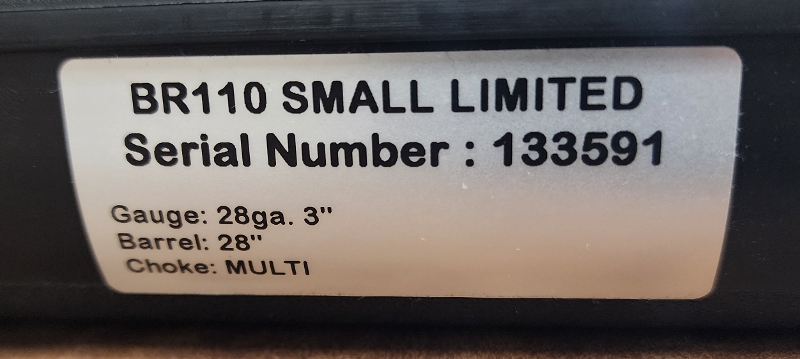 BR110 SMALL LIMITED
Serial Number : 133591
Gauge: 28ga. 3"
Barrel: 28"
Choke: MULTI